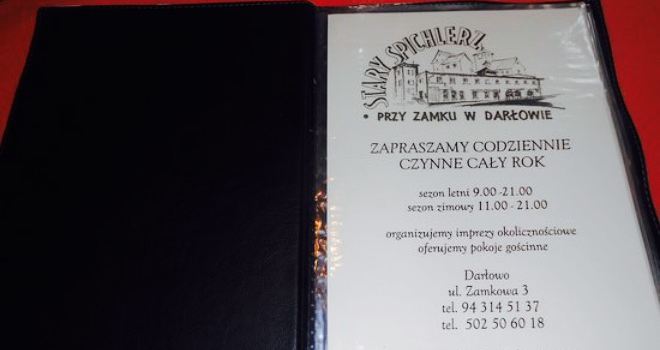 STARY SPICHLERZ
• PRZY ZAMKU W DARŁOWIE
ZAPRASZAMY CODZIENNIE
CZYNNE CAŁY ROK
sezon letni 9.00 -21.00
sezon zimowy 11.00 - 21.00
organizujemy imprezy okolicznościowe
oferujemy pokoje gościnne
Darłowo
ul. Zamkowa 3
tel. 94 314 51 37
tel. 502 50 60 18